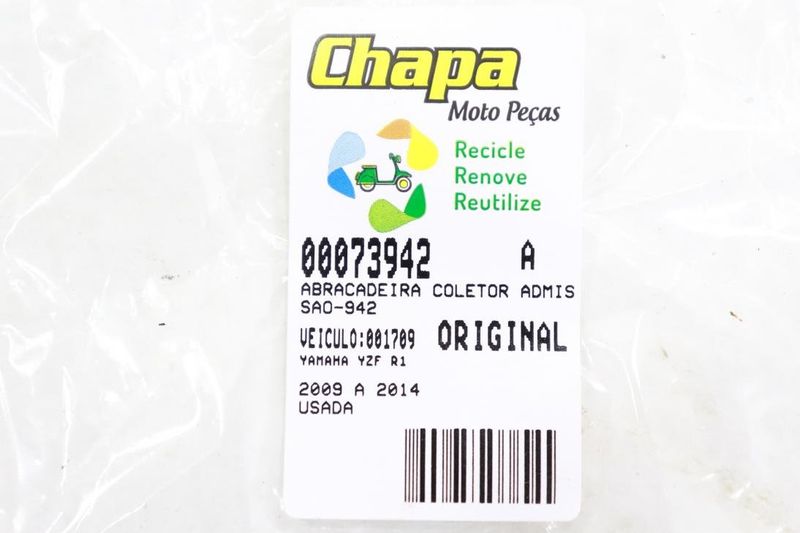 Chapa
Moto Peças
Recicle
Renove
Reutilize
00073942 A
ABRACADEIRA COLETOR ADMIS
SAO-942
VEICULO:001709 ORIGINAL
YAMAHA YZF R1
2009 A 2014
USADA